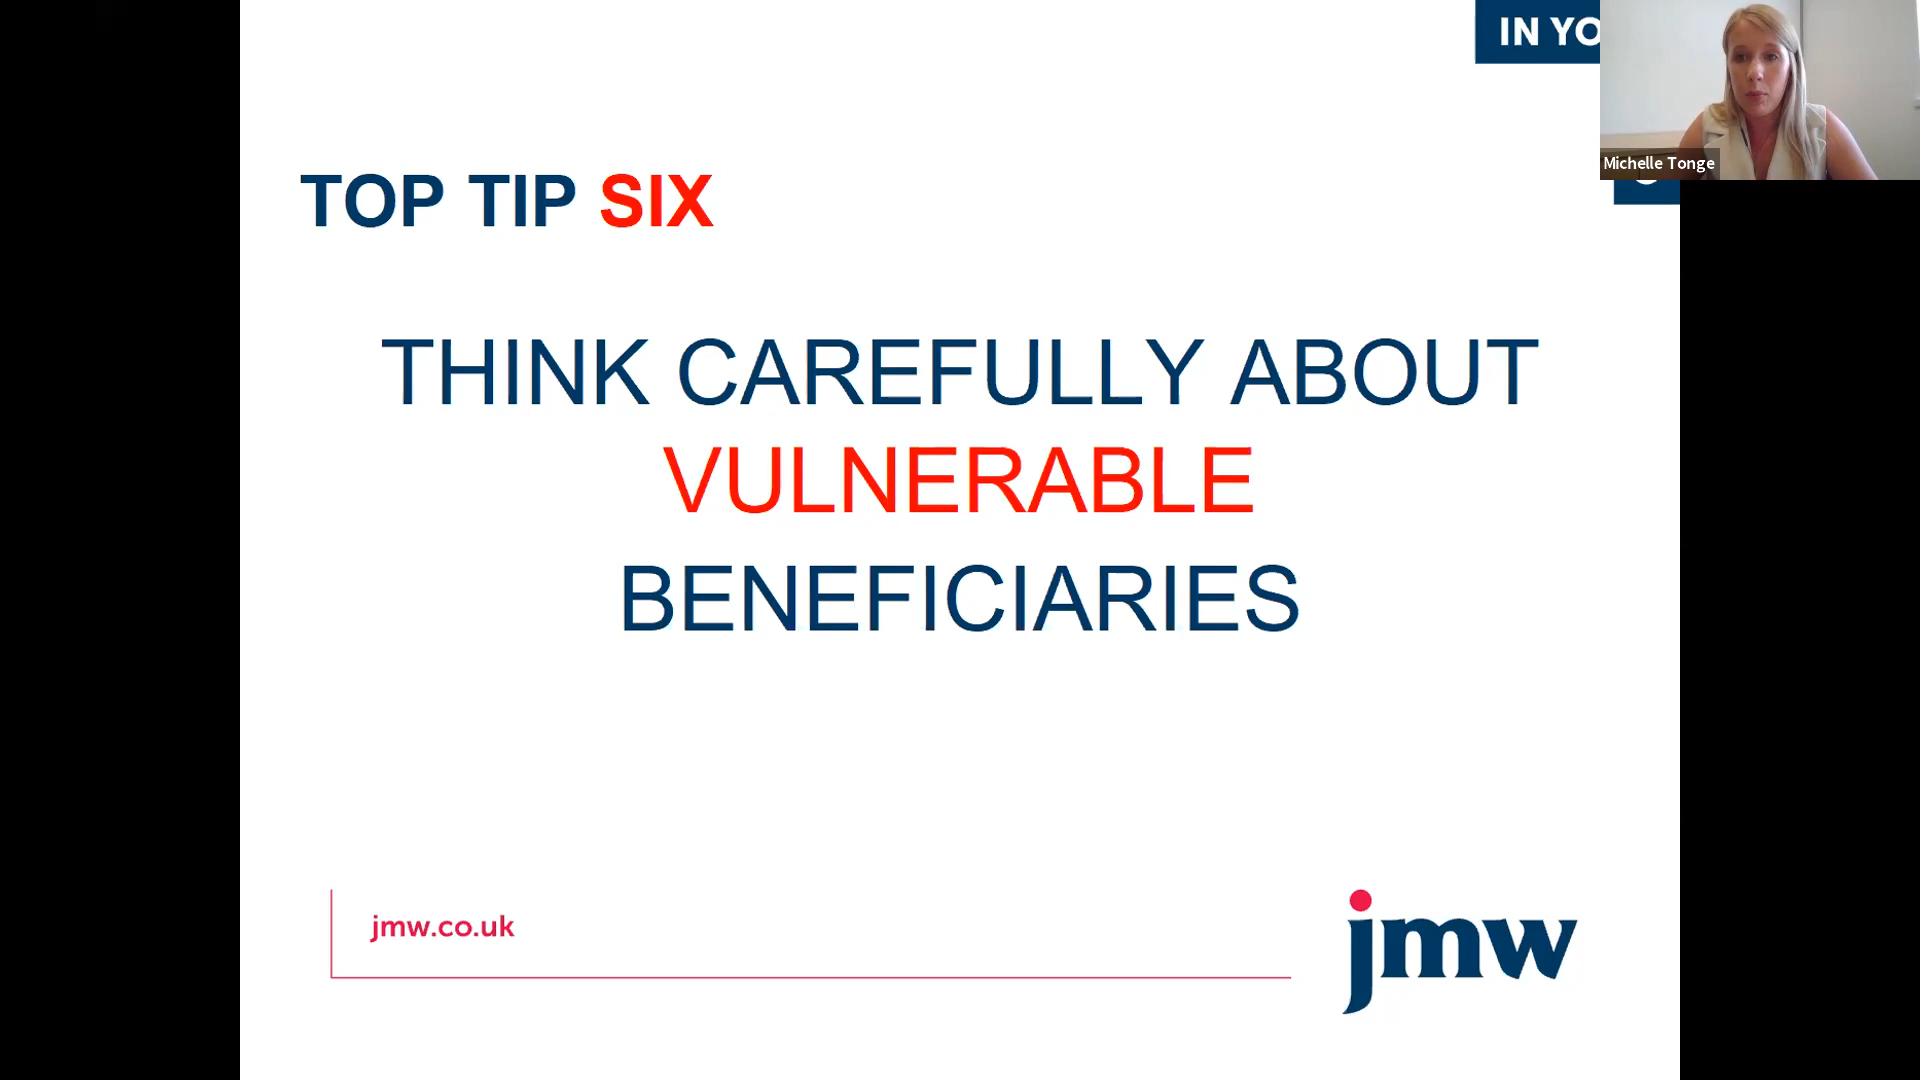 IN YO
Michelle Tonge
TOP TIP SIX
THINK CAREFULLY ABOUT
VULNERABLE
BENEFICIARIES
jmw.co.uk
jmw